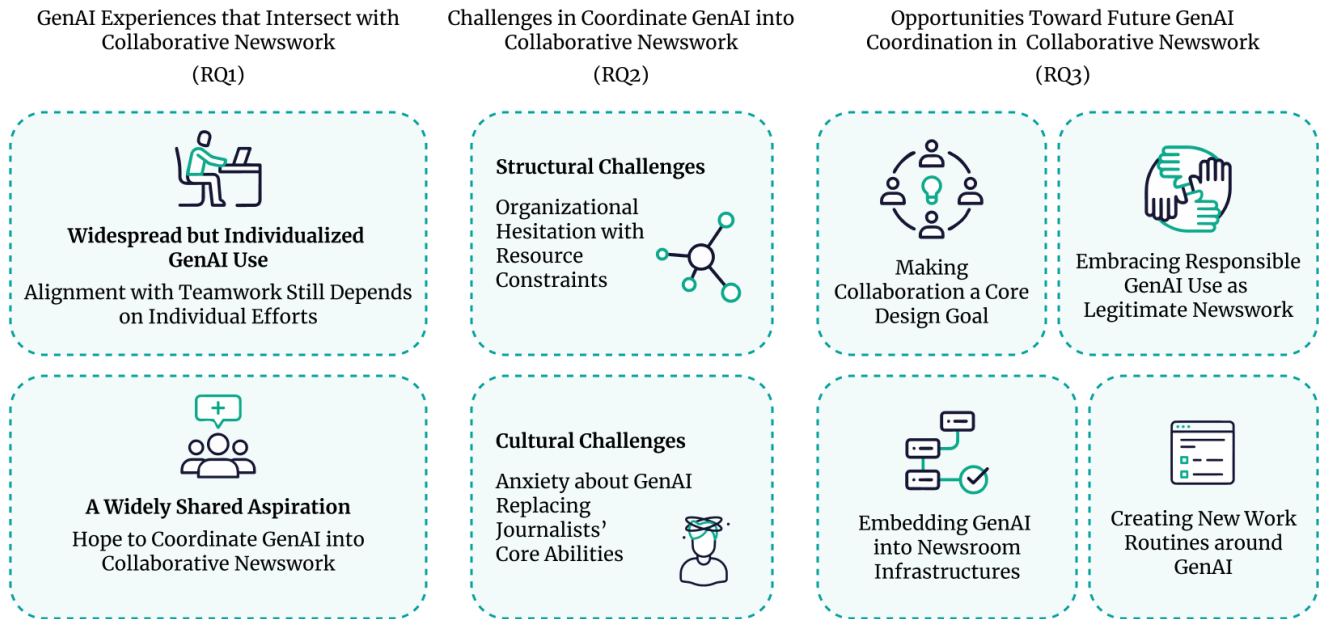 GenAI Experiences that Intersect with
Collaborative Newswork
(RQ1)
Widespread but Individualized
GenAI Use
Alignment with Teamwork Still Depends
on Individual Efforts
A Widely Shared Aspiration
Hope to Coordinate GenAI into
Collaborative Newswork
Challenges in Coordinate GenAI into
Collaborative Newswork
(RQ2)
Structural Challenges
Organizational
Hesitation with
Resource
Constraints
Cultural Challenges
Anxiety about GenAI
Replacing
Journalists’
Core Abilities
Opportunities Toward Future GenAI
Coordination in Collaborative Newswork
(RQ3)
Making
Collaboration a Core
Design Goal
Embracing Responsible
GenAI Use as
Legitimate Newswork
Embedding GenAI
into Newsroom
Infrastructures
Creating New Work
Routines around
GenAI